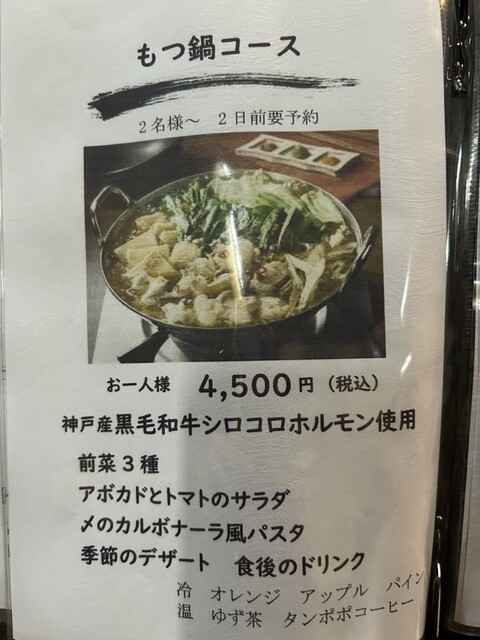 もつ鍋コース
2名様〜 2日前要予約
お一人様 4,500円（税込）
神戸産黒毛和牛シロコロホルモン使用
前菜3種
アボカドとトマトのサラダ
〆のカルボナーラ風パスタ
季節のデザート 食後のドリンク
冷 オレンジ アップル パイン
温 ゆず茶 タンポポコーヒー